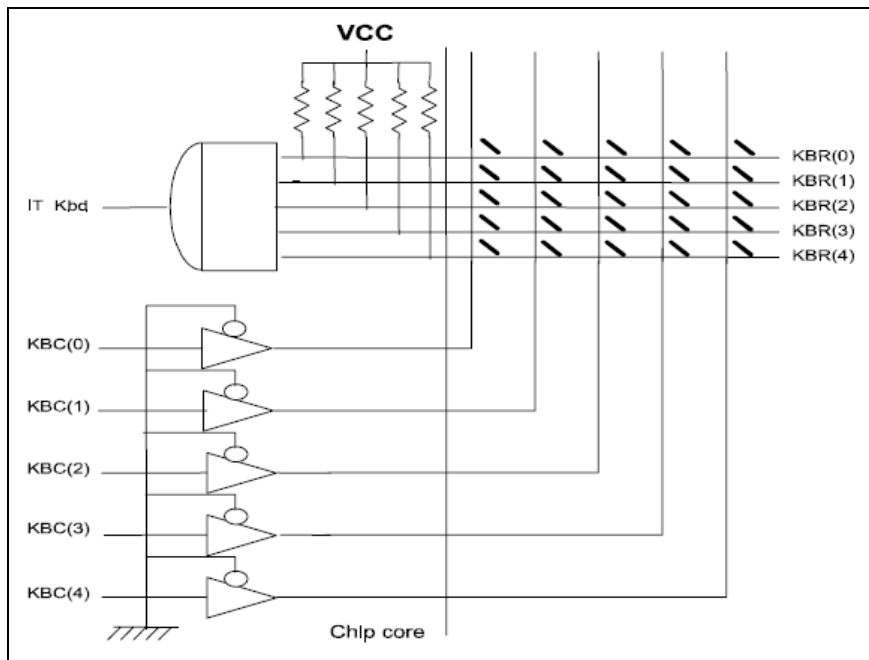 VCC
KBR(0)
KBR(1)
IT Kbd
KBR(2)
KBR(3)
KBR(4)
KBC(0)
KBC(1)
KBC(2)
KBC(3)
KBC(4)
Chip core